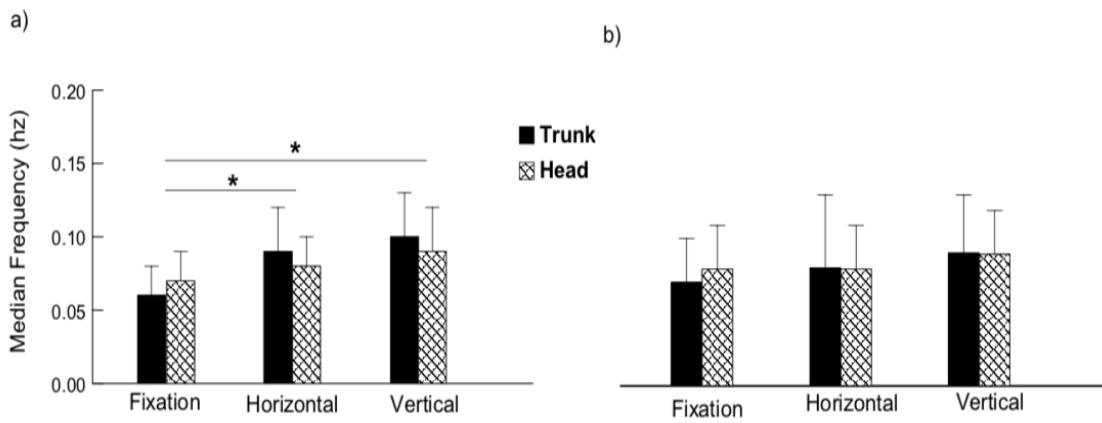 a)
b)
Median Frequency (hz)
0.20
0.15
0.10
0.05
0.00
*
*
Trunk
Head
Fixation
Horizontal
Vertical
Fixation
Horizontal
Vertical